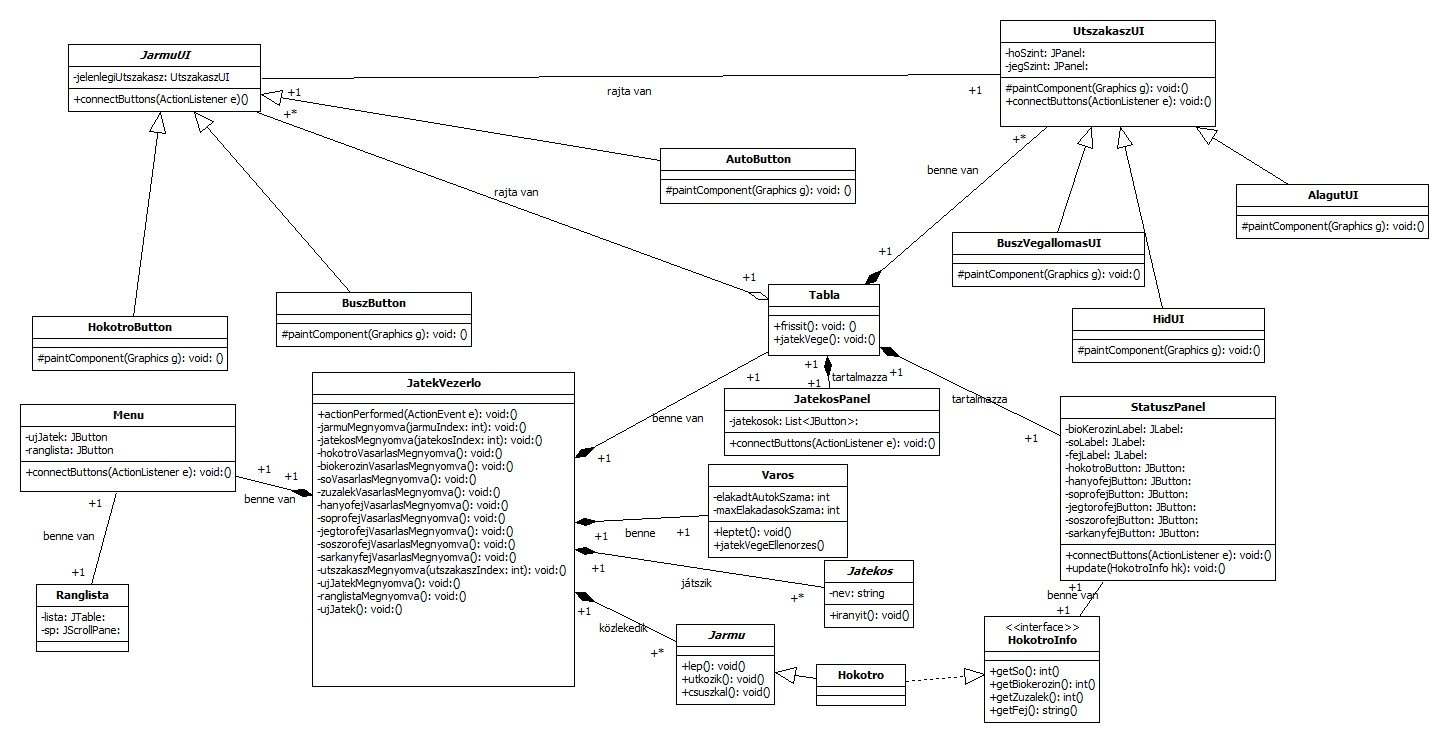 JarmuUI
-jelenlegiUtszakasz: UtszakaszUI
+connectButtons(ActionListener e)()
UtszakaszUI
-hoSzint: JPanel:
-jegSzint: JPanel:
#paintComponent(Graphics g): void:()
+connectButtons(ActionListener e): void:()
+1
rajta van
+1
+*
+*
AutoButton
#paintComponent(Graphics g): void: ()
benne van
rajta van
AlagutUI
#paintComponent(Graphics g): void:()
BuszVegallomasUI
#paintComponent(Graphics g): void:()
+1
+1
Tabla
+frissit(): void: ()
+jatekVege(): void:()
BuszButton
#paintComponent(Graphics g): void: ()
HokotroButton
#paintComponent(Graphics g): void: ()
HidUI
#paintComponent(Graphics g): void:()
+1
+1
tartalmazza
+1
+1
JatekVezerlo
+actionPerformed(ActionEvent e): void:()
-jarmuMegnyomva(jarmuIndex: int): void:()
-jatekosMegnyomva(jatekosIndex: int): void:()
-hokotroVasarlasMegnyomva(): void:()
-biokerozinVasarlasMegnyomva(): void:()
-soVasarlasMegnyomva(): void:()
-zuzalekVasarlasMegnyomva(): void:()
-hanyofejVasarlasMegnyomva(): void:()
-soprofejVasarlasMegnyomva(): void:()
-jegtorofejVasarlasMegnyomva(): void:()
-soszorofejVasarlasMegnyomva(): void:()
-sarkanyfejVasarlasMegnyomva(): void:()
-utszakaszMegnyomva(utszakaszIndex: int): void:()
-ujJatekMegnyomva(): void:()
-ranglistaMegnyomva(): void:()
-ujJatek(): void:()
JatekosPanel
-jatekosok: List<JButton>:
+connectButtons(ActionListener e): void:()
tartalmazza
+1
StatuszPanel
-bioKerozinLabel: JLabel:
-soLabel: JLabel:
-fejLabel: JLabel:
-hokotroButton: JButton:
-hanyofejButton: JButton:
-soprofejButton: JButton:
-jegtorofejButton: JButton:
-soszorofejButton: JButton:
-sarkanyfejButton: JButton:
+connectButtons(ActionListener e): void:()
+update(HokotroInfo hk): void:()
Menu
-ujJatek: JButton
-ranglista: JButton
+connectButtons(ActionListener e): void:()
benne van
+1
+1
+1
benne van
Varos
-elakadtAutokSzama: int
-maxElakadasokSzama: int
+leptet(): void()
+jatekVegeEllenorzes()
+1
benne
+1
+1
benne van
+1
Ranglista
-lista: JTable:
-sp: JScrollPane:
+1
játszik
+*
Jatekos
-nev: string
+iranyit(): void()
+1
közlekedik
+*
Jarmu
+lep(): void()
+utkozik(): void()
+csuszkal(): void()
Hokotro
+1
benne van
+1
<<interface>>
HokotroInfo
+getSo(): int()
+getBiokerozin(): int()
+getZuzalek(): int()
+getFej(): string()